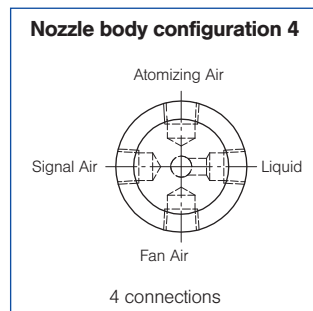 Nozzle body configuration 4
Atomizing Air
Signal Air
Liquid
Fan Air
4 connections